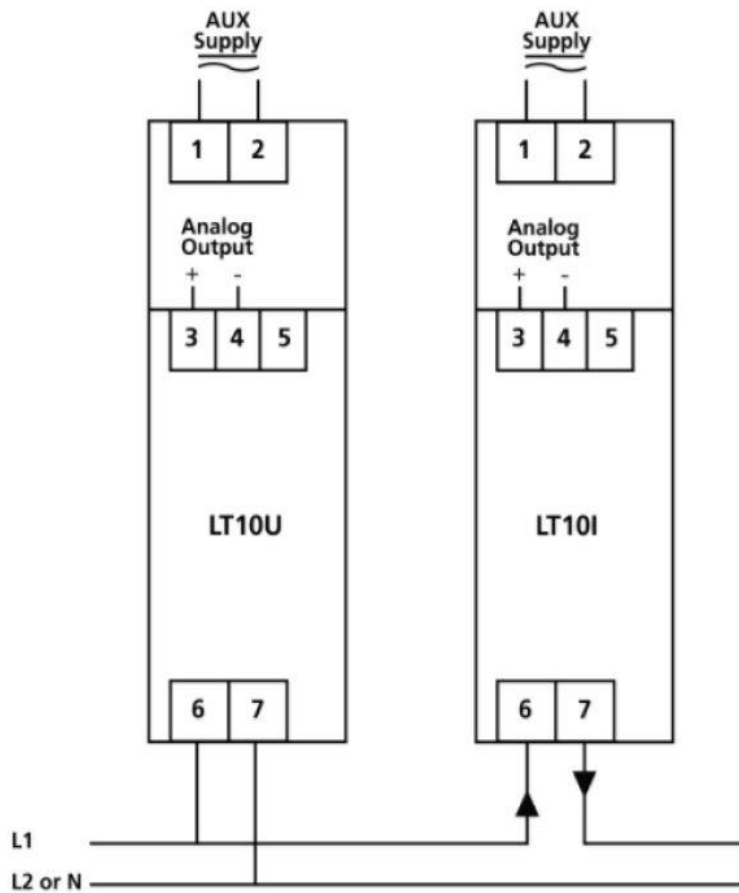 AUX
Supply
1 2
Analog
Output
+ -
3 4 5
LT10U
6 7
AUX
Supply
1 2
Analog
Output
+ -
3 4 5
LT10I
6 7
L1
L2 or N